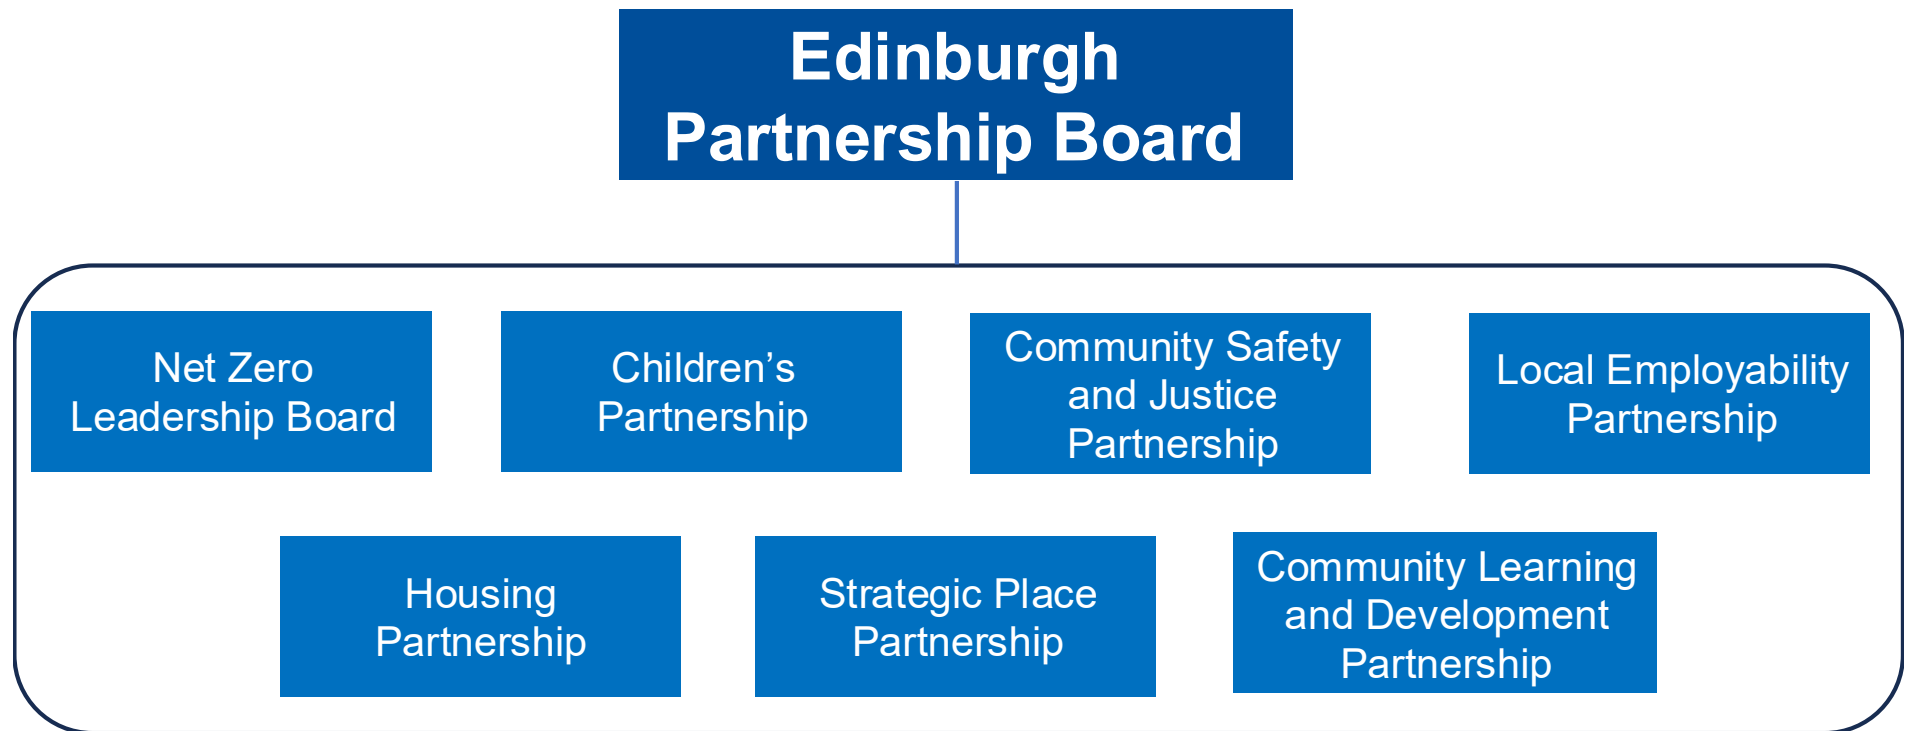 Edinburgh
Partnership Board
Net Zero
Leadership Board
Children’s
Partnership
Community Safety
and Justice
Partnership
Local Employability
Partnership
Housing
Partnership
Strategic Place
Partnership
Community Learning
and Development
Partnership